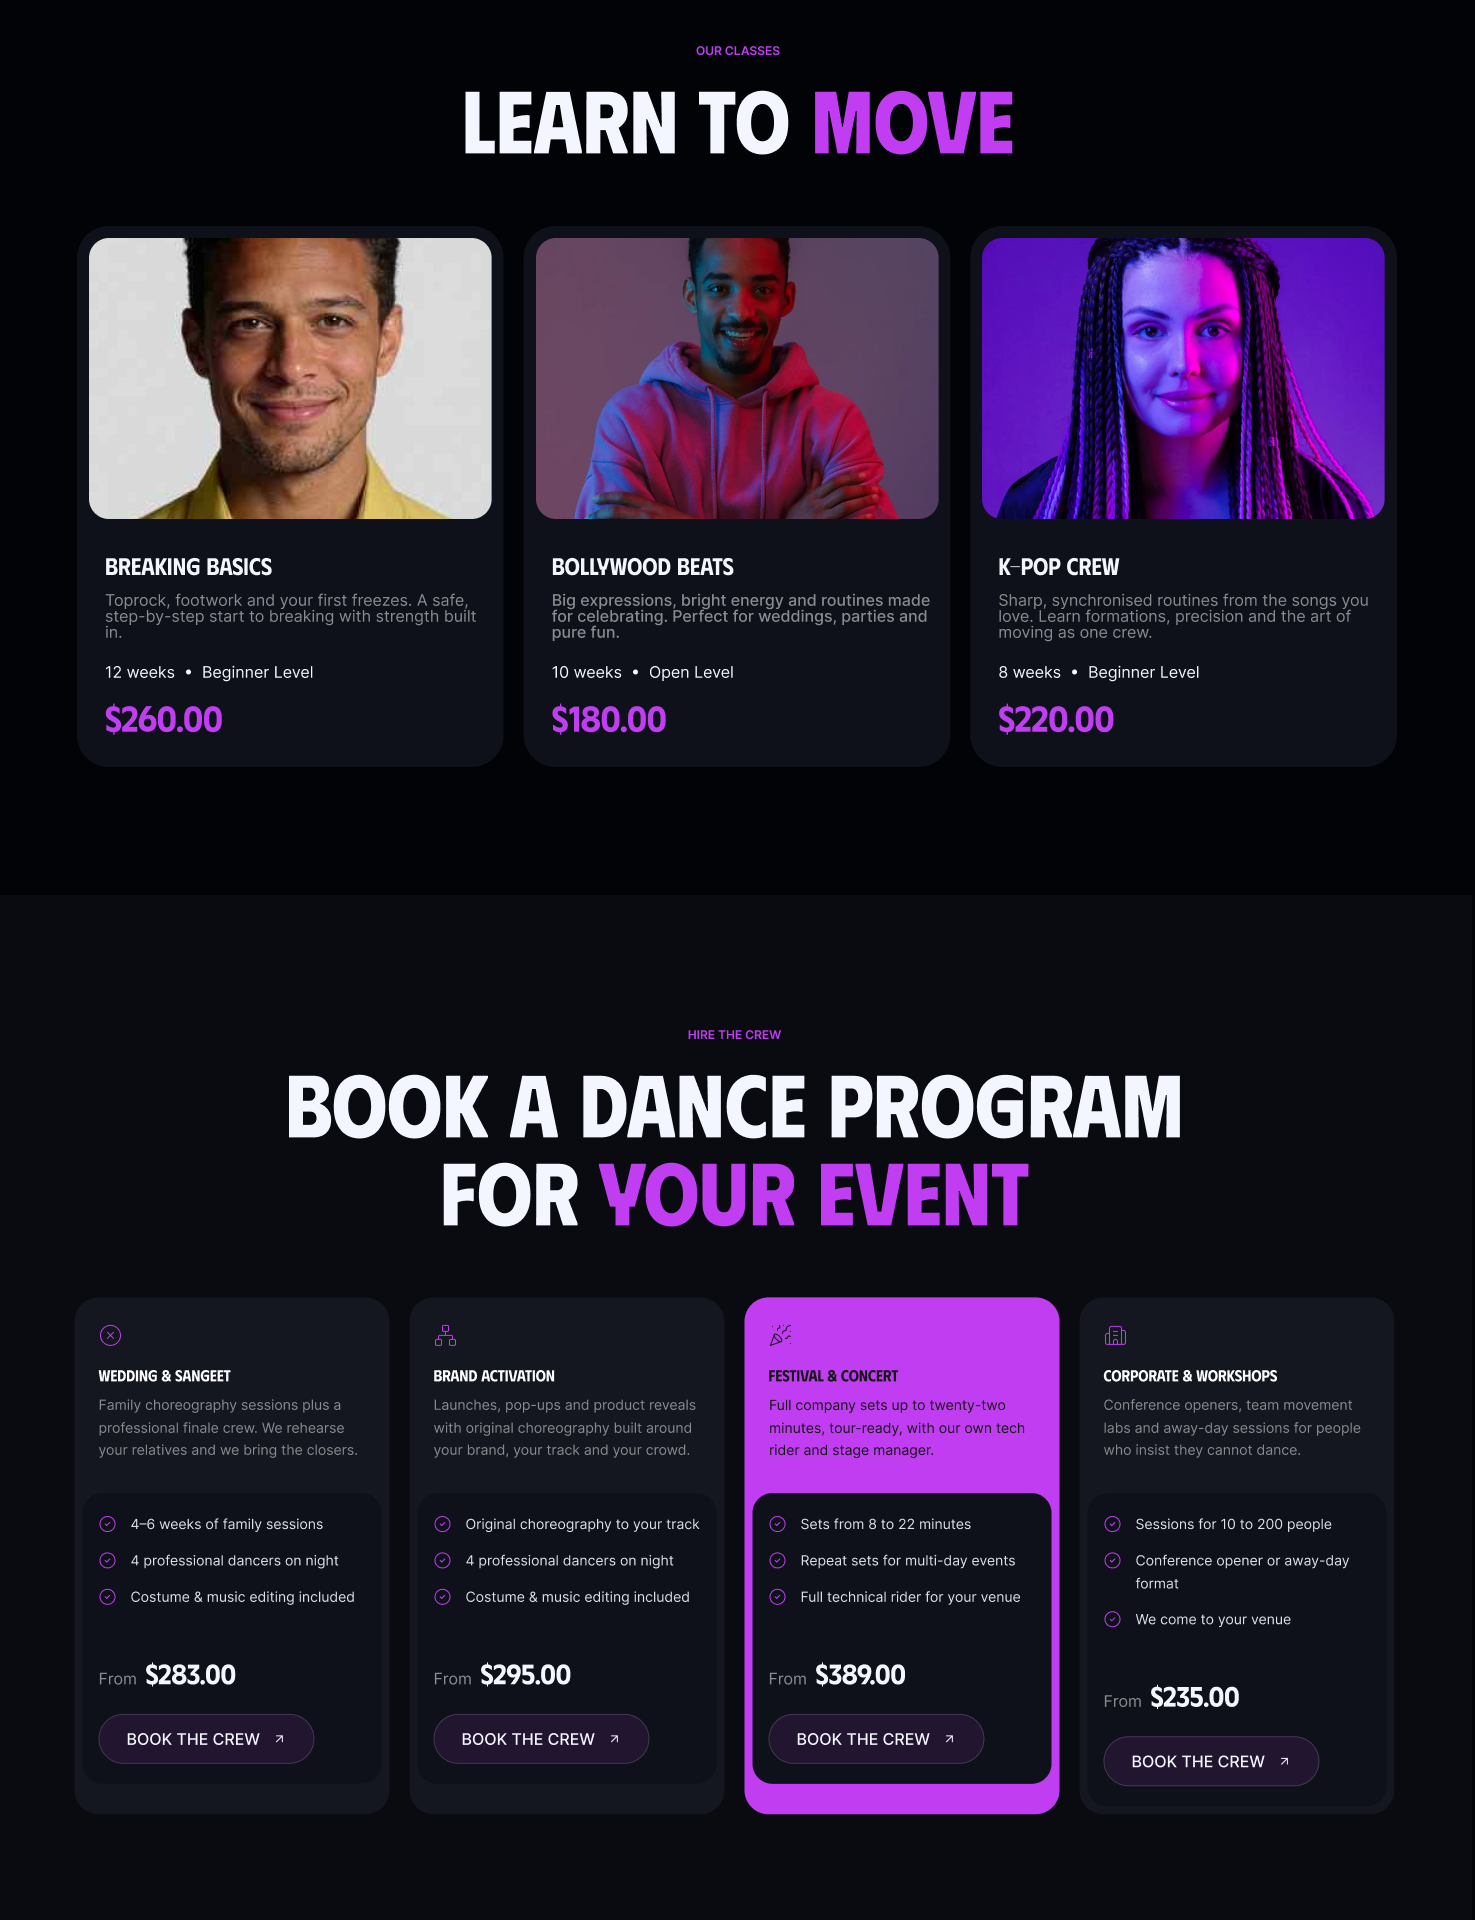 OUR CLASSES
LEARN TO MOVE
BREAKING BASICS
Toprock, footwork and your first freezes. A safe,
step-by-step start to breaking with strength built
in.
12 weeks • Beginner Level
$260.00
BOLLYWOOD BEATS
Big expressions, bright energy and routines made
for celebrating. Perfect for weddings, parties and
pure fun.
10 weeks • Open Level
$180.00
K-POP CREW
Sharp, synchronised routines from the songs you
love. Learn formations, precision and the art of
moving as one crew.
8 weeks • Beginner Level
$220.00
HIRE THE CREW
BOOK A DANCE PROGRAM
FOR YOUR EVENT
WEDDING & SANGEET
Family choreography sessions plus a
professional finale crew. We rehearse
your relatives and we bring the closers.
4–6 weeks of family sessions
4 professional dancers on night
Costume & music editing included
From $283.00
BOOK THE CREW
BRAND ACTIVATION
Launches, pop-ups and product reveals
with original choreography built around
your brand, your track and your crowd.
Original choreography to your track
4 professional dancers on night
Costume & music editing included
From $295.00
BOOK THE CREW
FESTIVAL & CONCERT
Full company sets up to twenty-two
minutes, tour-ready, with our own tech
rider and stage manager.
Sets from 8 to 22 minutes
Repeat sets for multi-day events
Full technical rider for your venue
From $389.00
BOOK THE CREW
CORPORATE & WORKSHOPS
Conference openers, team movement
labs and away-day sessions for people
who insist they cannot dance.
Sessions for 10 to 200 people
Conference opener or away-day
format
We come to your venue
From $235.00
BOOK THE CREW